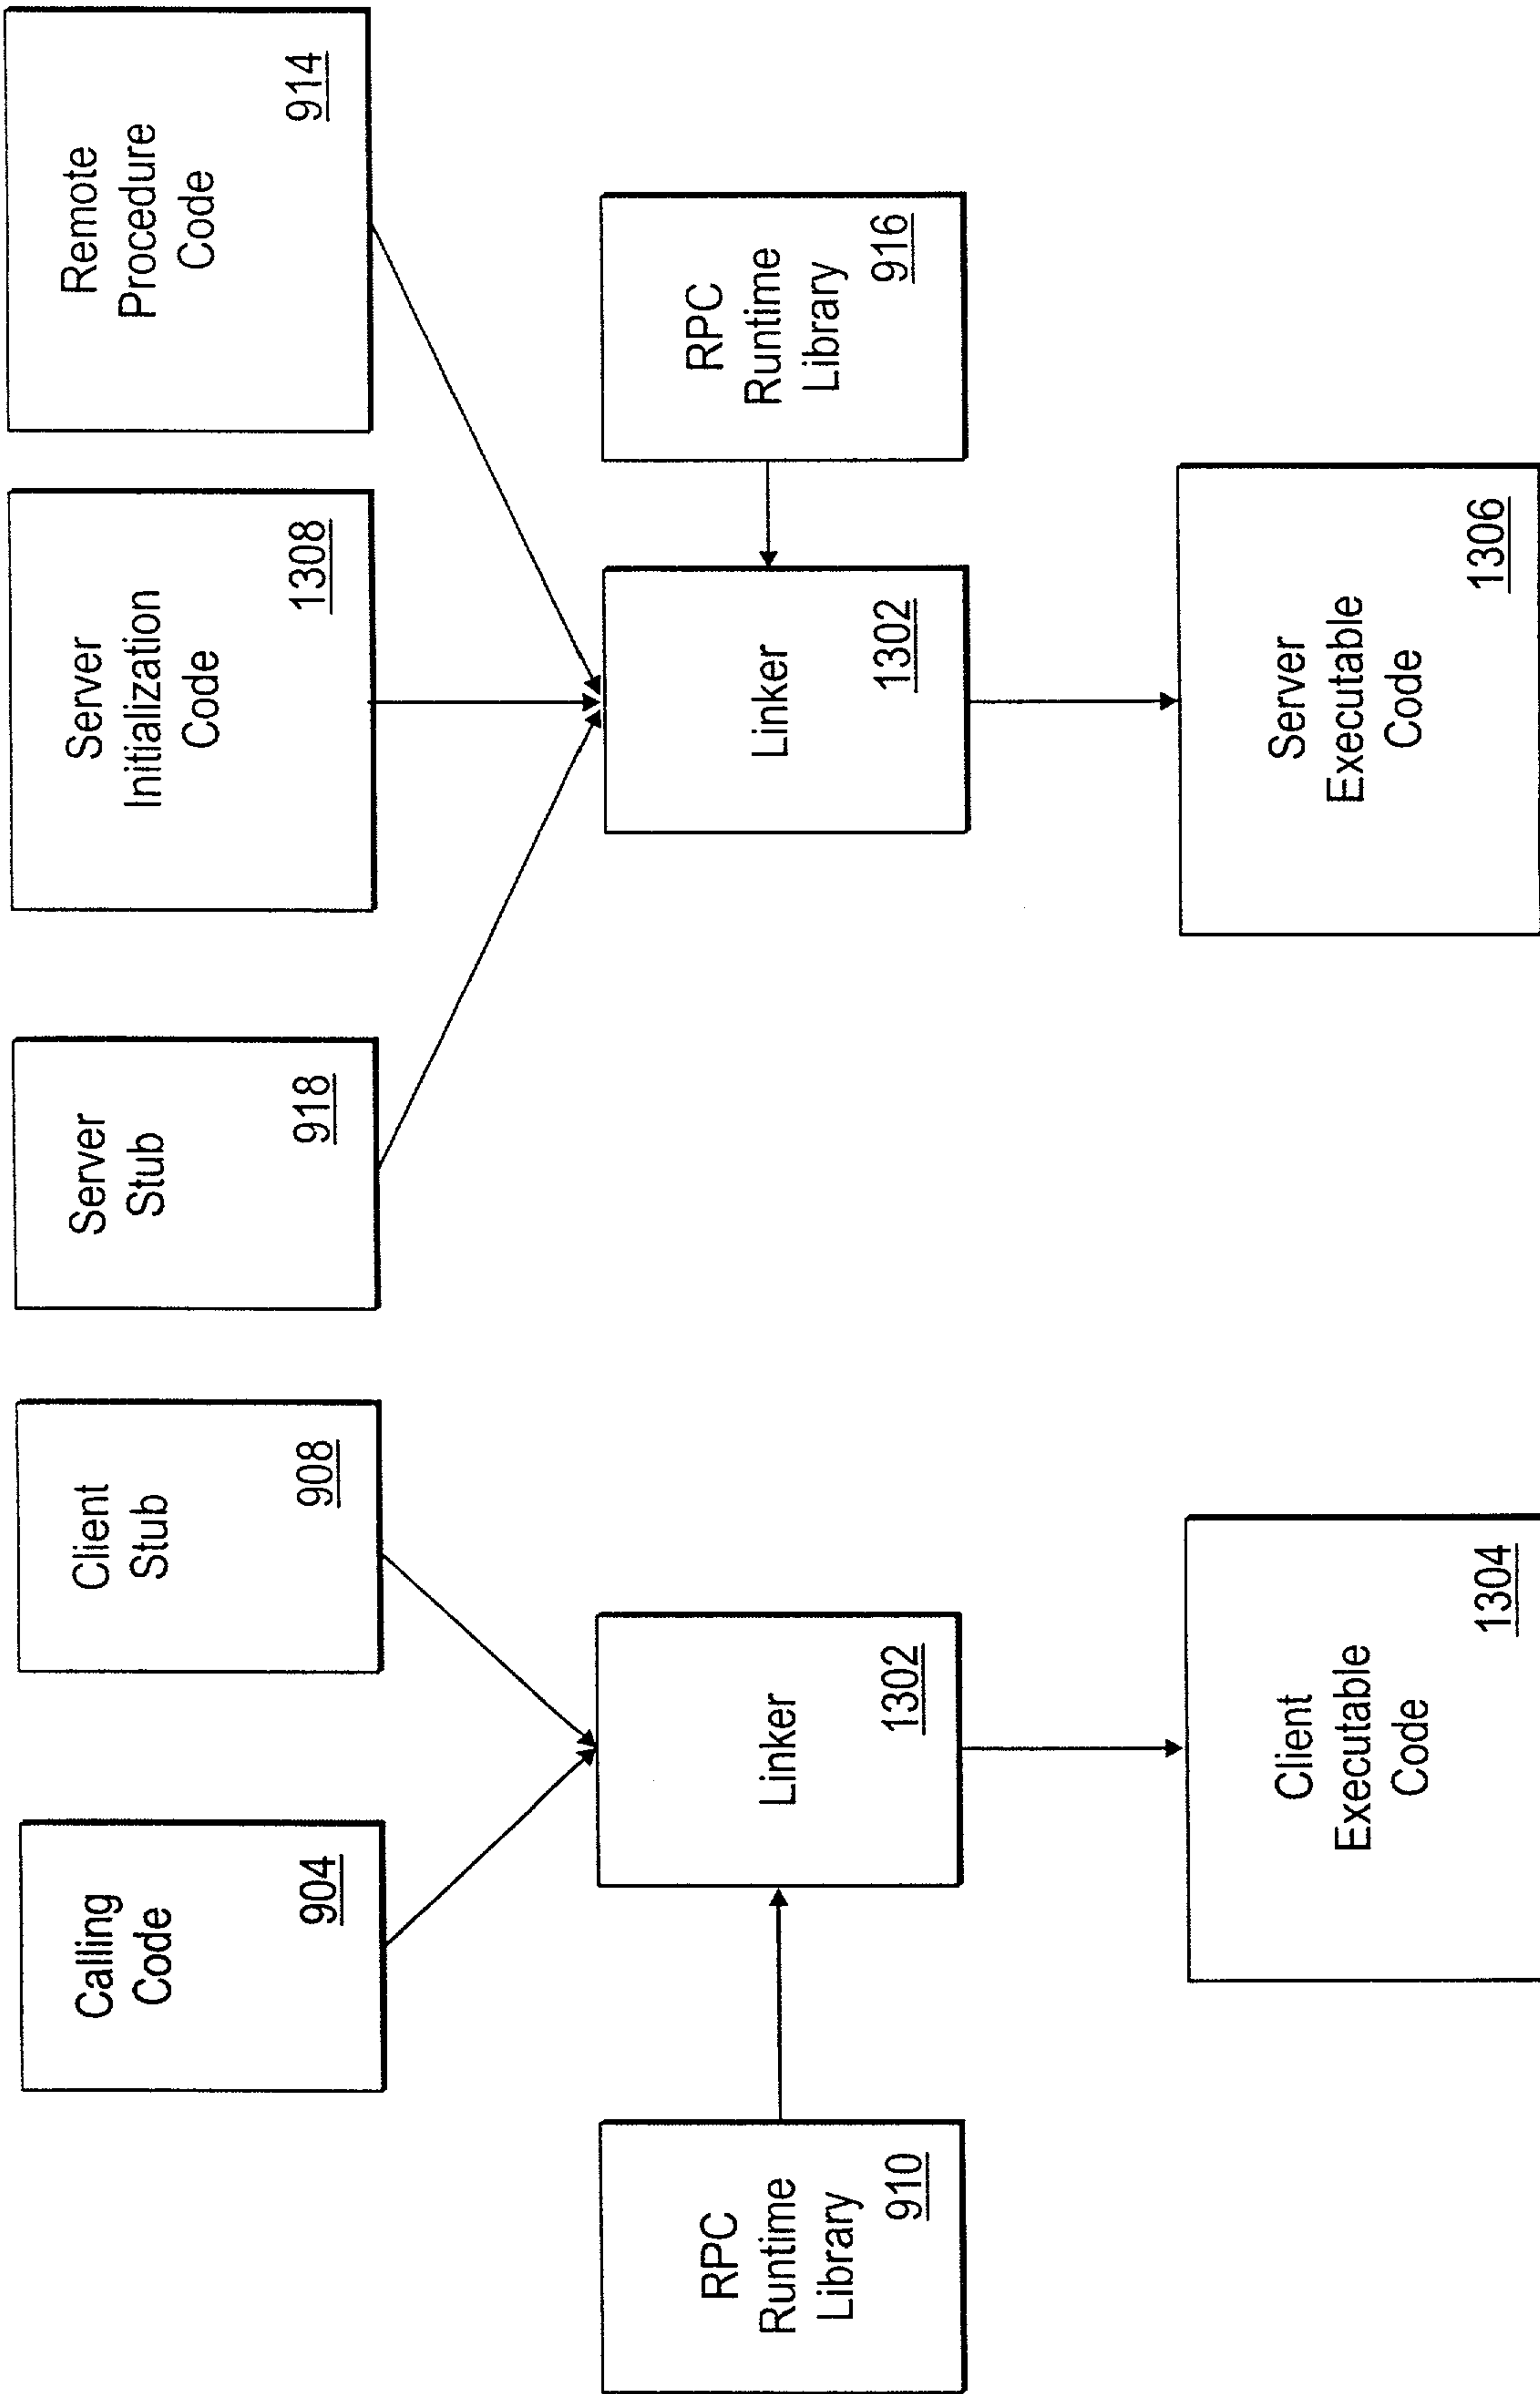 Calling
Code
904
Client
Stub
908
Server
Stub
918
Server
Initialization
Code
1308
Remote
Procedure
Code
914
RPC
Runtime
Library
910
Linker
1302
Linker
1302
RPC
Runtime
Library
916
Client
Executable
Code
1304
Server
Executable
Code
1306